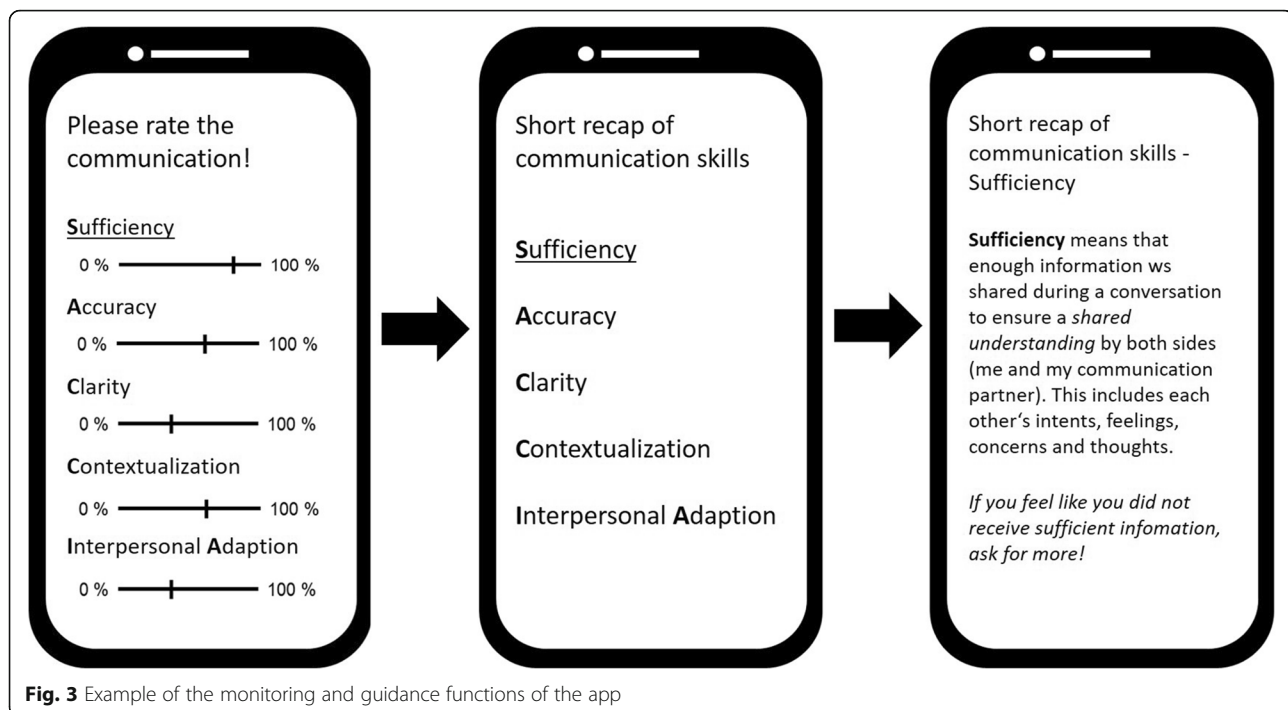 Please rate the
communication!
Sufficiency
0 % 100 %
Accuracy
0 % 100 %
Clarity
0 % 100 %
Contextualization
0 % 100 %
Interpersonal Adaption
0 % 100 %
Short recap of
communication skills
Sufficiency
Accuracy
Clarity
Contextualization
Interpersonal Adaption
Short recap of
communication skills -
Sufficiency
Sufficiency means that
enough information ws
shared during a conversation
to ensure a shared
understanding by both sides
(me and my communication
partner). This includes each
other‘s intents, feelings,
concerns and thoughts.
If you feel like you did not
receive sufficient infomation,
ask for more!
Fig. 3 Example of the monitoring and guidance functions of the app